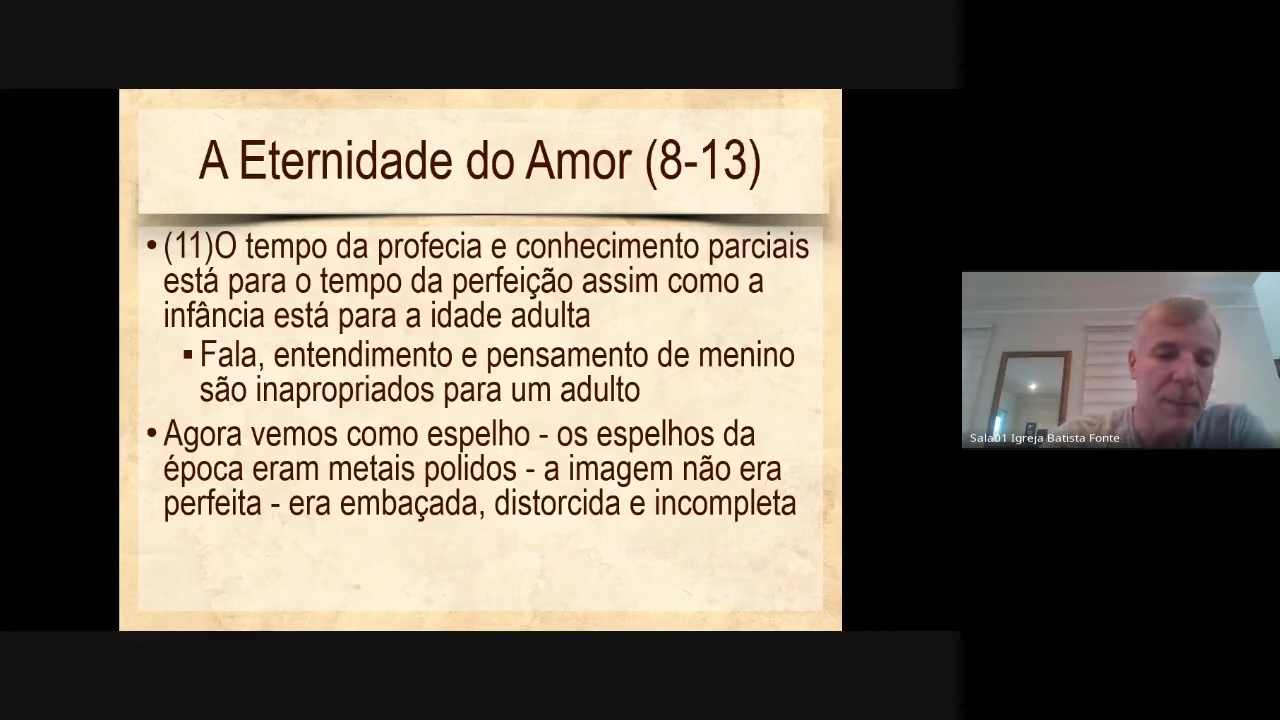 A Eternidade do Amor (8-13)
•(11)O tempo da profecia e conhecimento parciais
está para o tempo da perfeição assim como a
infância está para a idade adulta
▪Fala, entendimento e pensamento de menino
são inapropriados para um adulto
•Agora vemos como espelho - os espelhos da
época eram metais polidos - a imagem não era
perfeita - era embaçada, distorcida e incompleta
Sala01 Igreja Batista Fonte